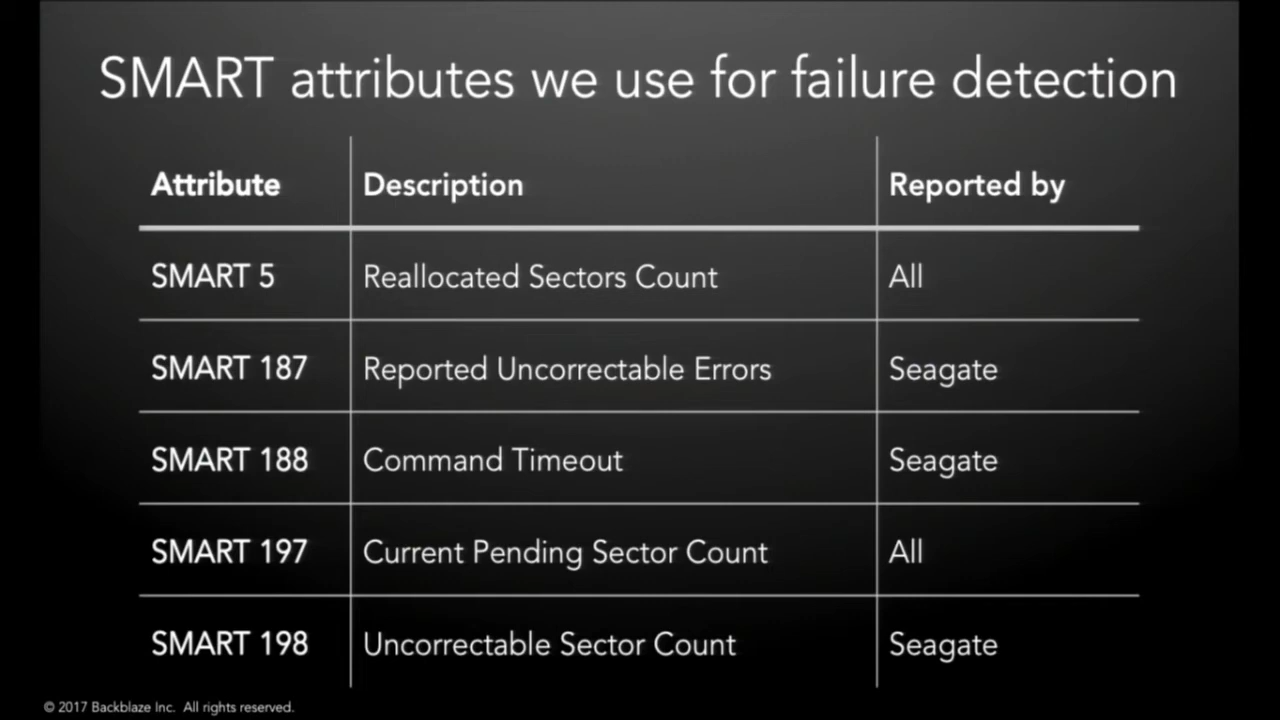 SMART attributes we use for failure detection
Attribute Description Reported by
SMART 5 Reallocated Sectors Count All
SMART 187 Reported Uncorrectable Errors Seagate
SMART 188 Command Timeout Seagate
SMART 197 Current Pending Sector Count All
SMART 198 Uncorrectable Sector Count Seagate
© 2017 Backblaze Inc. All rights reserved.